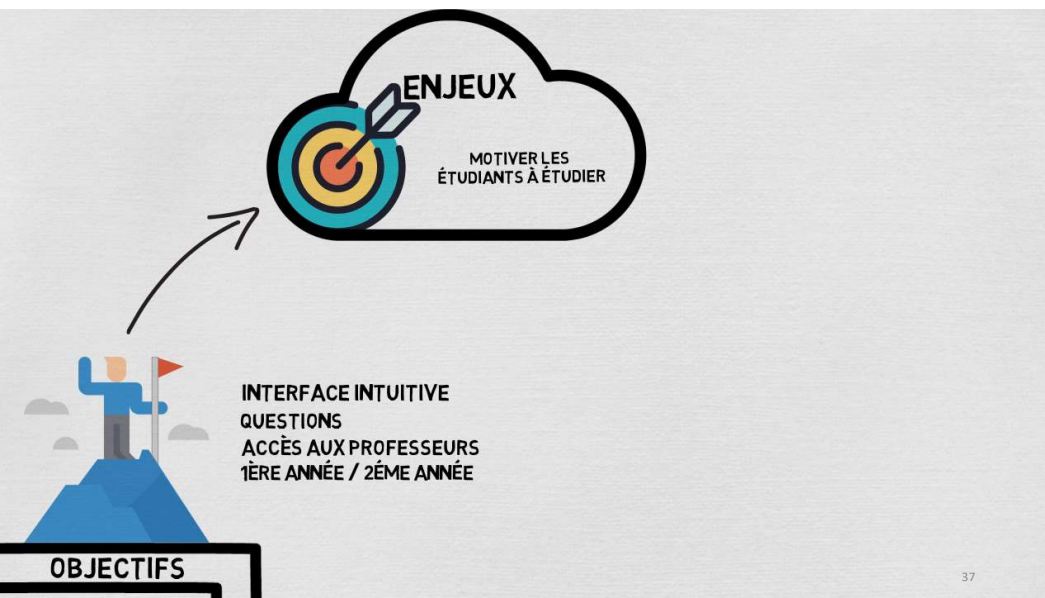 ENJEUX
MOTIVER LES
ÉTUDIANTS À ÉTUDIER
INTERFACE INTUITIVE
QUESTIONS
ACCÈS AUX PROFESSEURS
1ÈRE ANNÉE / 2ÉME ANNÉE
OBJECTIFS
37